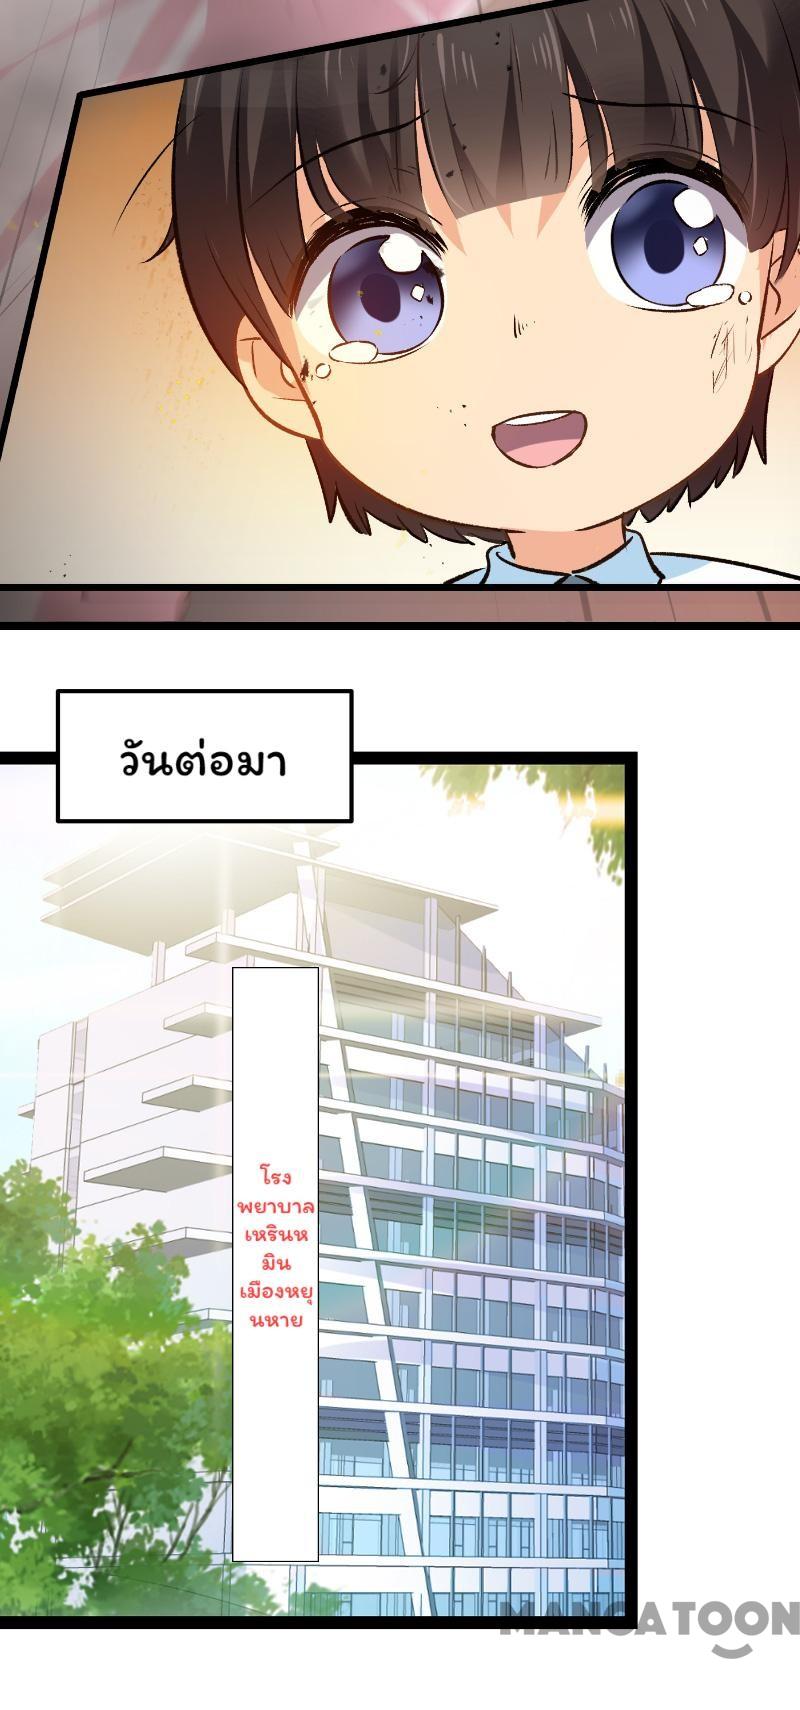 วันต่อมา
โรง
พยาบาล
เหรินห
มิน
เมืองหยุ
นหาย
MANGATOON